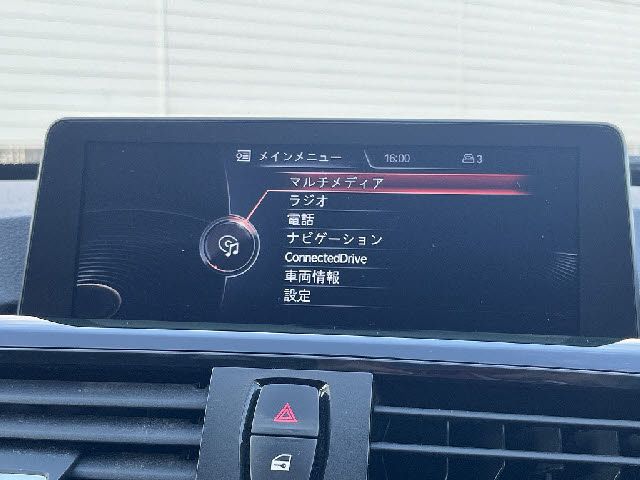 メインメニュー 16:00 3
マルチメディア
ラジオ
電話
ナビゲーション
ConnectedDrive
車両情報
設定